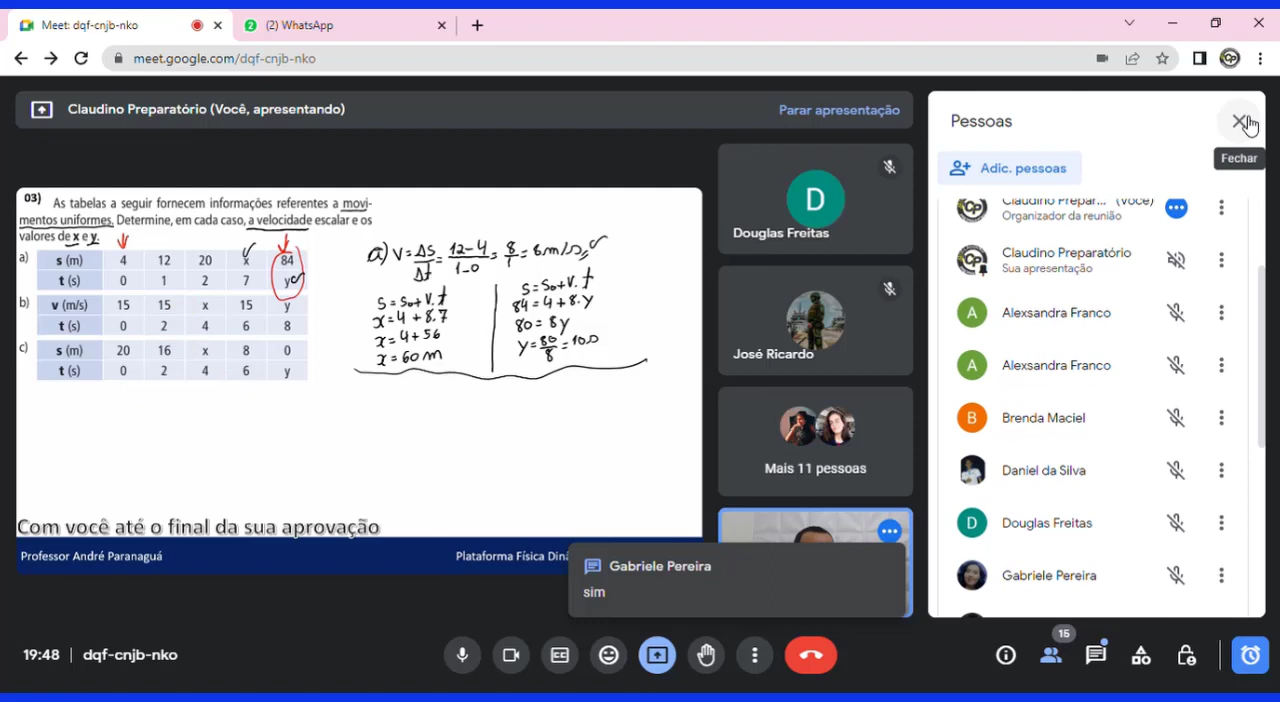 Meet: dqf-cnjb-nko
(2) WhatsApp
meet.google.com/dqf-cnjb-nko
Claudino Preparatório (Você, apresentando)
Parar apresentação
03) As tabelas a seguir fornecem informações referentes a movi-
mentos uniformes. Determine, em cada caso, a velocidade escalar e os
valores de x e y.
a) s (m) 4 12 20 x 84
t (s) 0 1 2 7 y
b) v (m/s) 15 15 x 15 y
t (s) 0 2 4 6 8
c) s (m) 20 16 x 8 0
t (s) 0 2 4 6 y
a) V = ΔS/Δt = 12-4/1-0 = 8/1 = 8m/s
S = So + V.t
x = 4 + 8.7
x = 4 + 56
x = 60 m
S = So + V.t
84 = 4 + 8.y
80 = 8y
y = 80/8 = 10s
Com você até o final da sua aprovação
Professor André Paranaguá
Plataforma Física Din
D
Douglas Freitas
José Ricardo
Mais 11 pessoas
Gabriele Pereira
sim
Pessoas
Fechar
Adic. pessoas
Claudino Prepar... (Você)
Organizador da reunião
Claudino Preparatório
Sua apresentação
A Alexsandra Franco
A Alexsandra Franco
B Brenda Maciel
Daniel da Silva
D Douglas Freitas
Gabriele Pereira
19:48 | dqf-cnjb-nko
15